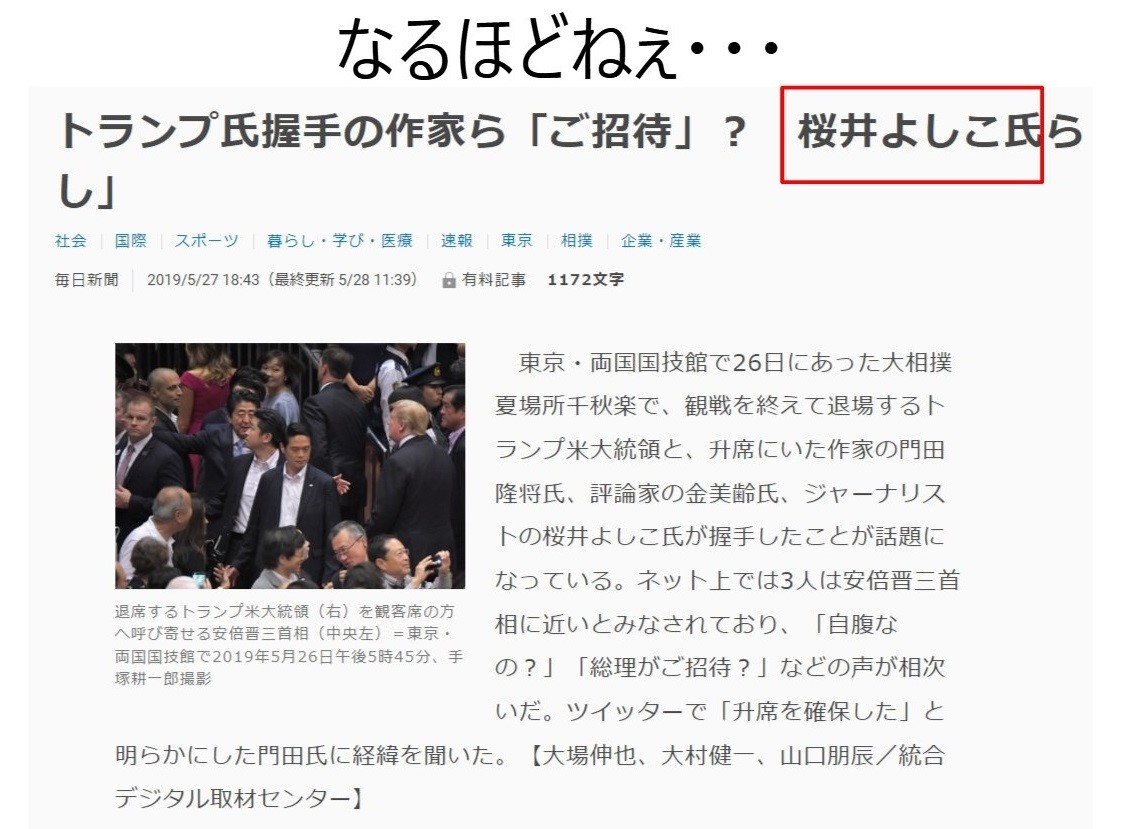 なるほどねぇ・・・
トランプ氏握手の作家ら「ご招待」？　桜井よしこ氏ら
し」
社会 | 国際 | スポーツ | 暮らし・学び・医療 | 速報 | 東京 | 相撲 | 企業・産業
毎日新聞 | 2019/5/27 18:43（最終更新 5/28 11:39） 有料記事 1172文字
東京・両国国技館で26日にあった大相撲
夏場所千秋楽で、観戦を終えて退場するト
ランプ米大統領と、升席にいた作家の門田
隆将氏、評論家の金美齢氏、ジャーナリス
トの桜井よしこ氏が握手したことが話題に
なっている。ネット上では3人は安倍晋三首
相に近いとみなされており、「自腹な
の？」「総理がご招待？」などの声が相次
いだ。ツイッターで「升席を確保した」と
明らかにした門田氏に経緯を聞いた。【大場伸也、大村健一、山口朋辰／統合
デジタル取材センター】
退席するトランプ米大統領（右）を観客席の方
へ呼び寄せる安倍晋三首相（中央左）＝東京・
両国国技館で2019年5月26日午後5時45分、手
塚耕一郎撮影